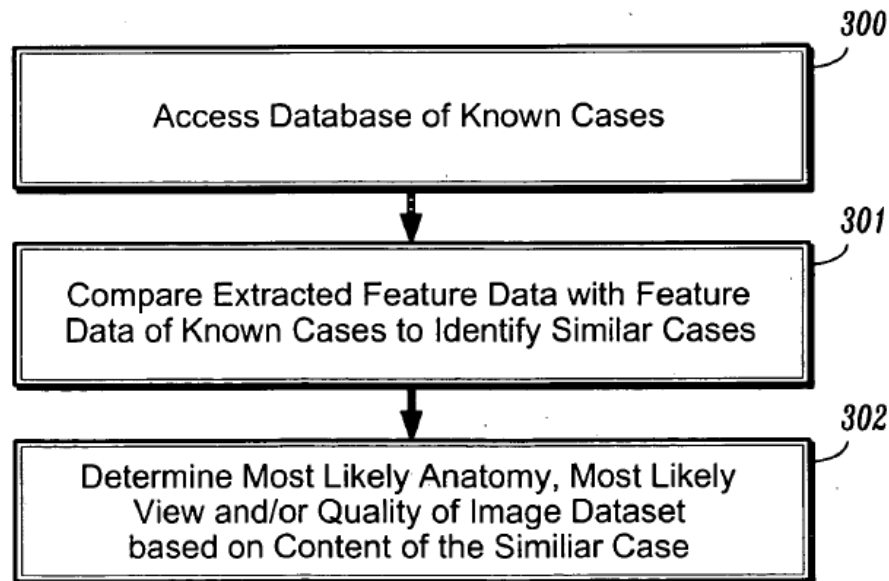 300
Access Database of Known Cases
301
Compare Extracted Feature Data with Feature
Data of Known Cases to Identify Similar Cases
302
Determine Most Likely Anatomy, Most Likely
View and/or Quality of Image Dataset
based on Content of the Similiar Case